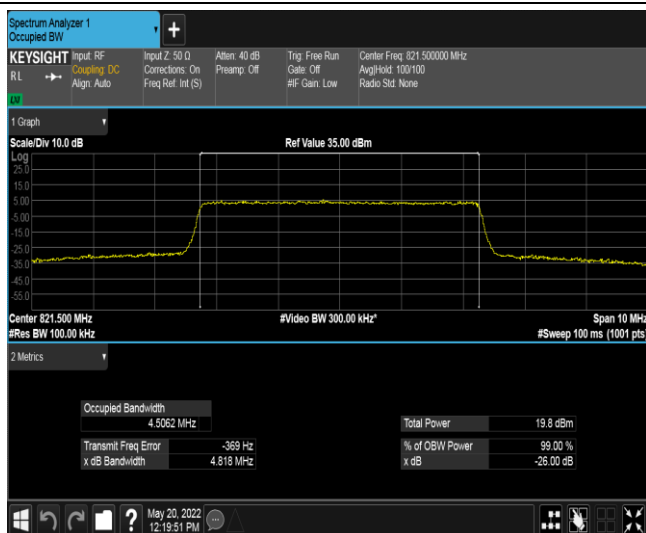 Spectrum Analyzer 1
Occupied BW
+
KEYSIGHT
RL
LXI
Input: RF
Coupling: DC
Align: Auto
Input Z: 50 Ω
Corrections: On
Freq Ref: Int (S)
Atten: 40 dB
Preamp: Off
Trig: Free Run
Gate: Off
#IF Gain: Low
Center Freq: 821.500000 MHz
Avg|Hold: 100/100
Radio Std: None
1 Graph
Scale/Div 10.0 dB
Ref Value 35.00 dBm
Log
25.0
15.0
5.00
-5.00
-15.0
-25.0
-35.0
-45.0
-55.0
Center 821.500 MHz
#Video BW 300.00 kHz*
Span 10 MHz
#Res BW 100.00 kHz
#Sweep 100 ms (1001 pts)
2 Metrics
Occupied Bandwidth
4.5062 MHz
Total Power 19.8 dBm
Transmit Freq Error -369 Hz
% of OBW Power 99.00 %
x dB Bandwidth 4.818 MHz
x dB -26.00 dB
?
May 20, 2022
12:19:51 PM